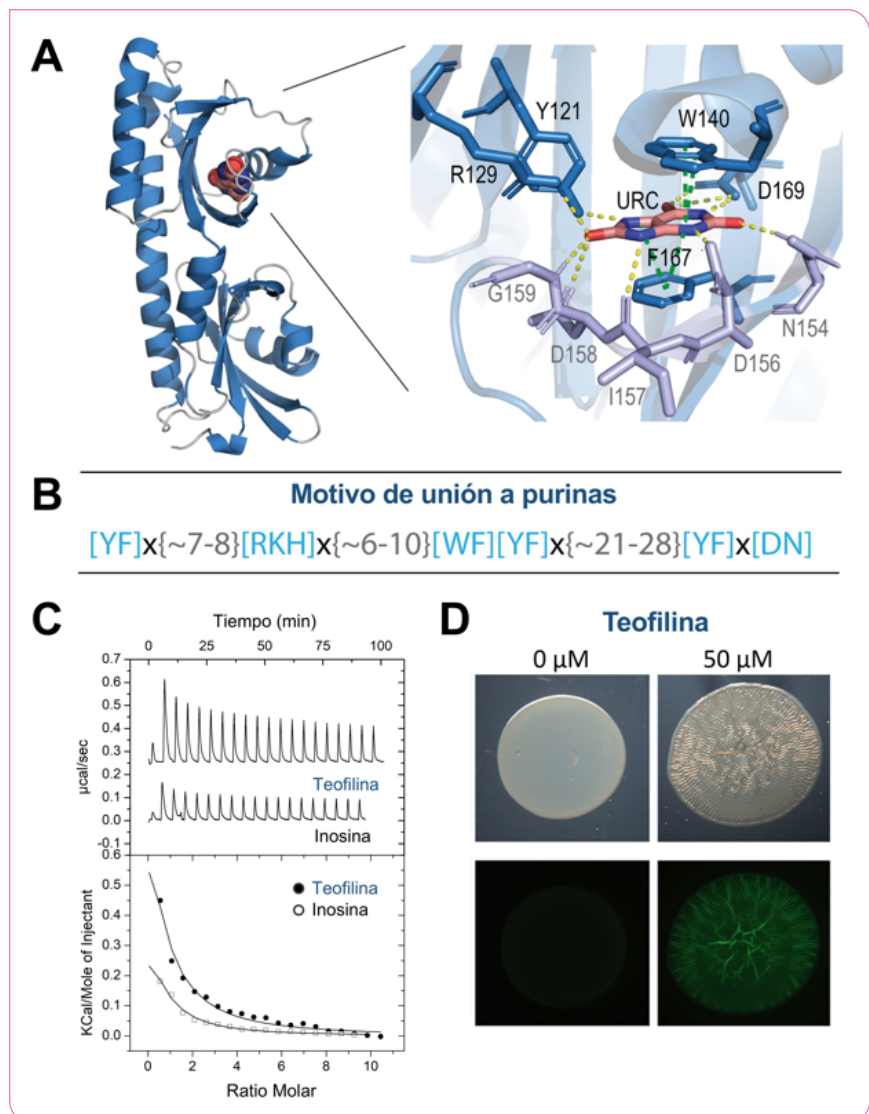 A
Y121
W140
R129
D169
URC
F167
G159
N154
D158
D156
I157
B
Motivo de unión a purinas
[YF]x{~7-8}[RKH]x{~6-10}[WF][YF]x{~21-28}[YF]x[DN]
C
Tiempo (min)
0 25 50 75 100
0.7
0.6
0.5
0.4
0.3
0.2
0.1
0.0
-0.1
µcal/sec
Teofilina
Inosina
0.6
0.5
0.4
0.3
0.2
0.1
0.0
KCal/Mole of Injectant
Teofilina
Inosina
0 2 4 6 8 10
Ratio Molar
D
Teofilina
0 µM 50 µM